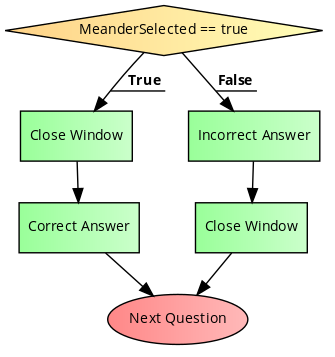 MeanderSelected == true
True
False
Close Window
Incorrect Answer
Correct Answer
Close Window
Next Question